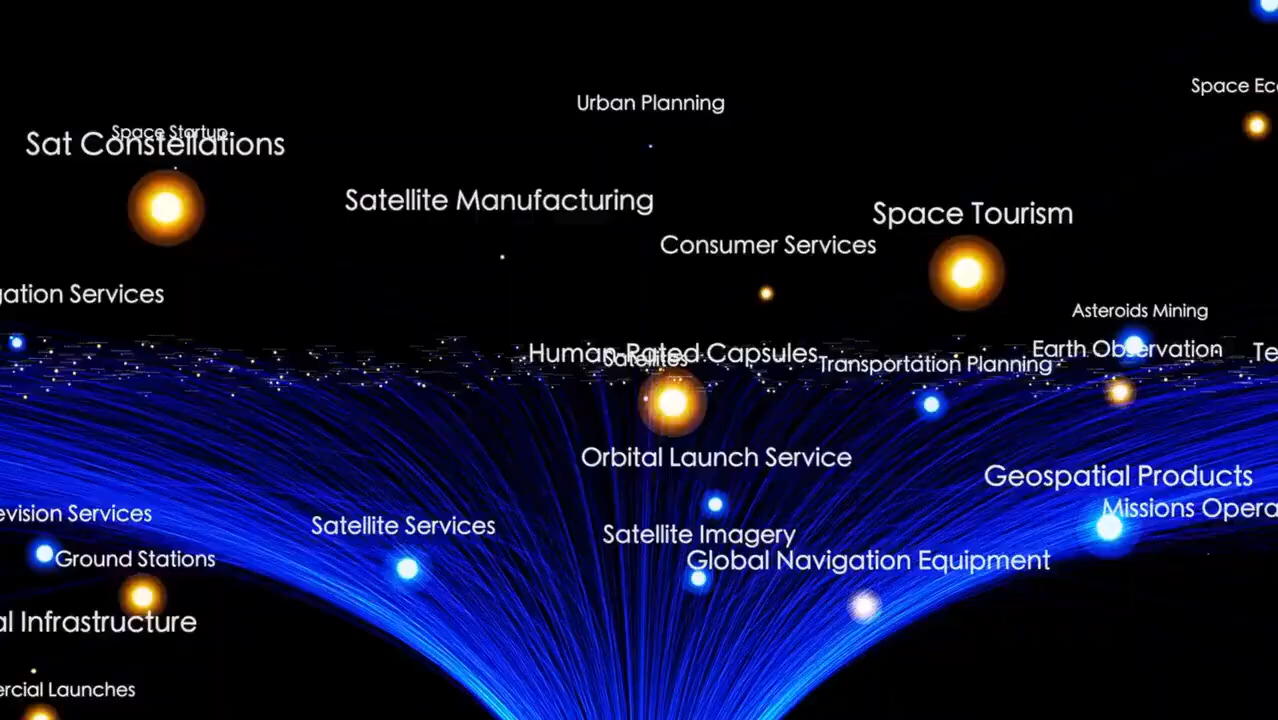 Space Eco
Urban Planning
Space Startup
Sat Constellations
Satellite Manufacturing
Space Tourism
Consumer Services
gation Services
Asteroids Mining
Earth Observation
Te
Human-Rated Capsules
Satellites
Transportation Planning
Orbital Launch Service
Geospatial Products
Missions Opera
evision Services
Satellite Services
Satellite Imagery
Ground Stations
Global Navigation Equipment
al Infrastructure
ercial Launches